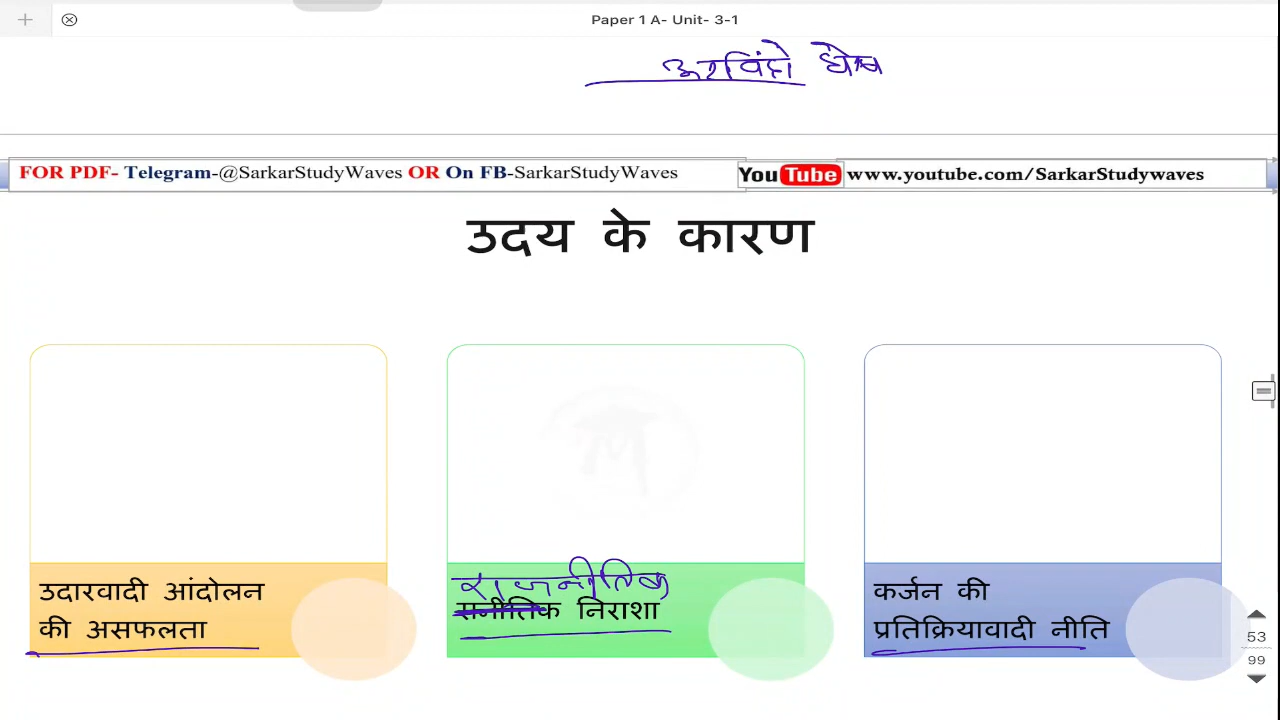 Paper 1 A- Unit- 3-1
अरविंदो घोष
FOR PDF- Telegram-@SarkarStudyWaves OR On FB-SarkarStudyWaves
YouTube www.youtube.com/SarkarStudywaves
उदय के कारण
उदारवादी आंदोलन
की असफलता
राजनीतिक
रानीतिक निराशा
कर्जन की
प्रतिक्रियावादी नीति
53
99